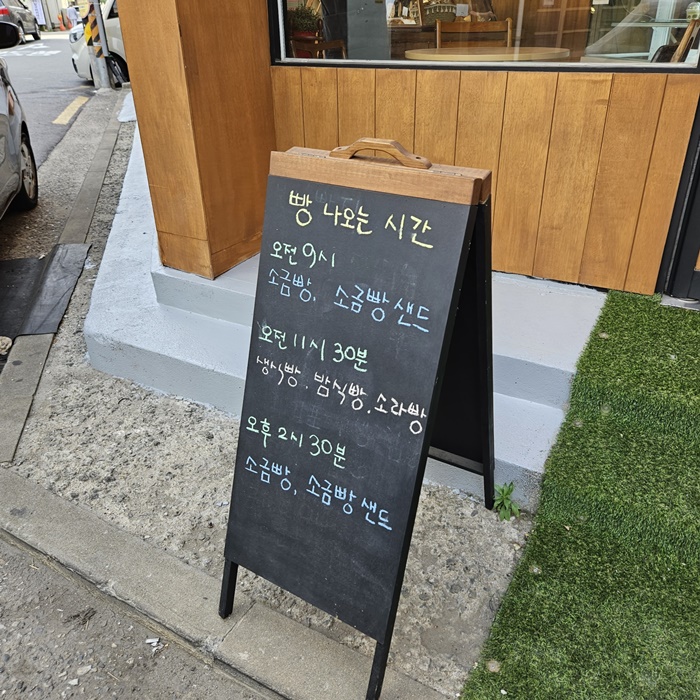 빵 나오는 시간
오전 9시
소금빵, 소금빵 샌드
오전 11시 30분
생식빵, 밤식빵, 소라빵
오후 2시 30분
소금빵, 소금빵 샌드